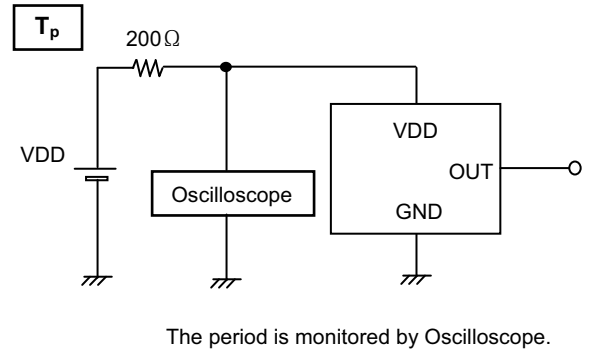 Tp
200Ω
VDD
VDD
OUT
Oscilloscope
GND
The period is monitored by Oscilloscope.